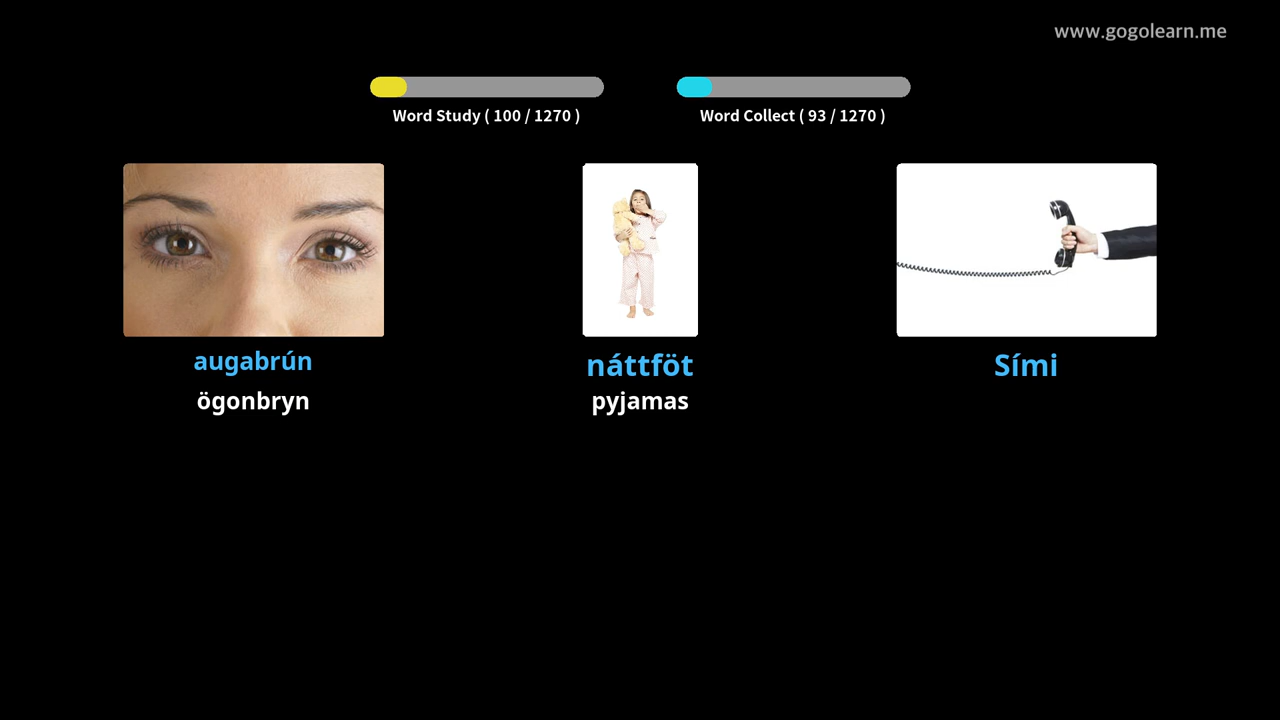 www.gogolearn.me
Word Study ( 100 / 1270 )
Word Collect ( 93 / 1270 )
augabrún
ögonbryn
náttföt
pyjamas
Sími